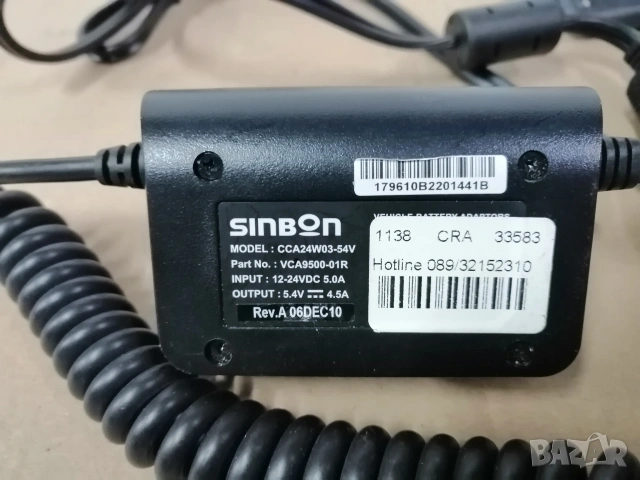 179610B2201441B
SINBON
VEHICLE BATTERY ADAPTORS
MODEL : CCA24W03-54V
Part No. : VCA9500-01R
INPUT : 12-24VDC 5.0A
OUTPUT : 5.4V 4.5A
Rev.A 06DEC10
1138 CRA 33583
Hotline 089/32152310
BAZAR